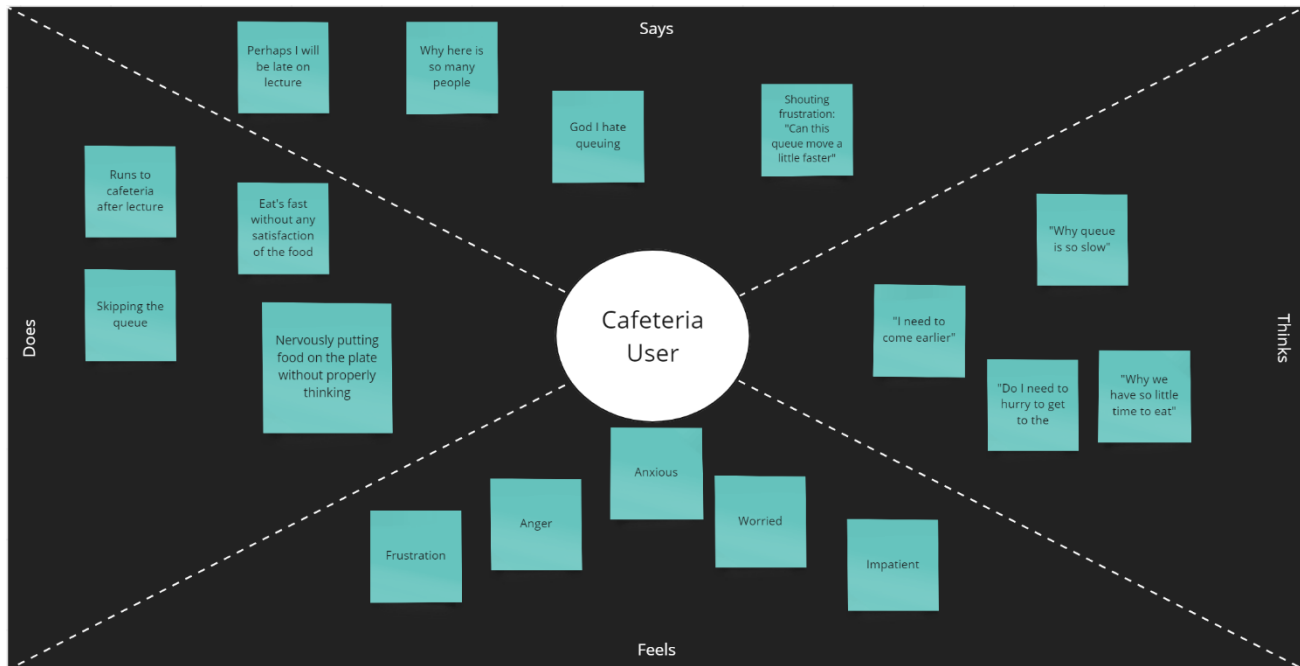 Says
Perhaps I will
be late on
lecture
Why here is
so many
people
God I hate
queuing
Shouting
frustration:
"Can this
queue move a
little faster"
Does
Runs to
cafeteria
after lecture
Eat's fast
without any
satisfaction
of the food
Skipping the
queue
Nervously putting
food on the plate
without properly
thinking
Cafeteria
User
Thinks
"Why queue
is so slow"
"I need to
come earlier"
"Do I need to
hurry to get
to the
"Why we
have so little
time to eat"
Anxious
Anger
Worried
Frustration
Impatient
Feels